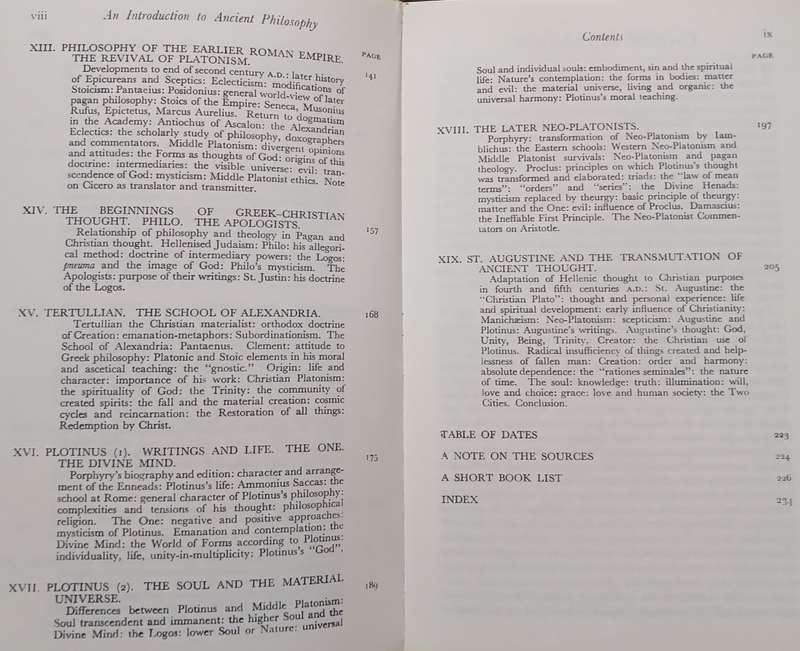 viii An Introduction to Ancient Philosophy
XIII. PHILOSOPHY OF THE EARLIER ROMAN EMPIRE. PAGE
THE REVIVAL OF PLATONISM. 141
Developments to end of second century A.D.: later history
of Epicureans and Sceptics: Eclecticism: modifications of
Stoicism: Pantaetius: Posidonius: general world-view of later
pagan philosophy: Stoics of the Empire: Seneca, Musonius
Rufus, Epictetus, Marcus Aurelius. Return to dogmatism
in the Academy: Antiochus of Ascalon: the Alexandrian
Eclectics: the scholarly study of philosophy, doxographers
and commentators. Middle Platonism: divergent opinions
and attitudes: the Forms as thoughts of God: origins of this
doctrine: intermediaries: the visible universe: evil: tran-
scendence of God: mysticism: Middle Platonist ethics. Note
on Cicero as translator and transmitter.
XIV. THE BEGINNINGS OF GREEK-CHRISTIAN
THOUGHT. PHILO. THE APOLOGISTS. 157
Relationship of philosophy and theology in Pagan and
Christian thought. Hellenised Judaism: Philo: his allegori-
cal method: doctrine of intermediary powers: the Logos:
pneuma and the image of God: Philo's mysticism. The
Apologists: purpose of their writings: St. Justin: his doctrine
of the Logos.
XV. TERTULLIAN. THE SCHOOL OF ALEXANDRIA. 168
Tertullian the Christian materialist: orthodox doctrine
of Creation: emanation-metaphors: Subordinationism. The
School of Alexandria: Pantaenus. Clement: attitude to
Greek philosophy: Platonic and Stoic elements in his moral
and ascetical teaching: the "gnostic." Origin: life and
character: importance of his work: Christian Platonism:
the spirituality of God: the Trinity: the community of
created spirits: the fall and the material creation: cosmic
cycles and reincarnation: the Restoration of all things:
Redemption by Christ.
XVI. PLOTINUS (1). WRITINGS AND LIFE. THE ONE.
THE DIVINE MIND. 175
Porphyry's biography and edition: character and arrange-
ment of the Enneads: Plotinus's life: Ammonius Saccas: the
school at Rome: general character of Plotinus's philosophy:
complexities and tensions of his thought: philosophical
religion. The One: negative and positive approaches:
mysticism of Plotinus. Emanation and contemplation: the
Divine Mind: the World of Forms according to Plotinus:
individuality, life, unity-in-multiplicity: Plotinus's "God".
XVII. PLOTINUS (2). THE SOUL AND THE MATERIAL 189
UNIVERSE.
Differences between Plotinus and Middle Platonism:
Soul transcendent and immanent: the higher Soul and the
Divine Mind: the Logos: lower Soul or Nature: universal
Contents ix
PAGE
Soul and individual souls: embodiment, sin and the spiritual
life: Nature's contemplation: the forms in bodies: matter
and evil: the material universe, living and organic: the
universal harmony: Plotinus's moral teaching.
XVIII. THE LATER NEO-PLATONISTS. 197
Porphyry: transformation of Neo-Platonism by Iam-
blichus: the Eastern schools: Western Neo-Platonism and
Middle Platonist survivals: Neo-Platonism and pagan
theology. Proclus: principles on which Plotinus's thought
was transformed and elaborated: triads: the "law of mean
terms": "orders" and "series": the Divine Henads:
mysticism replaced by theurgy: basic principle of theurgy:
matter and the One: evil: influence of Proclus. Damascius:
the Ineffable First Principle. The Neo-Platonist Commen-
tators on Aristotle.
XIX. ST. AUGUSTINE AND THE TRANSMUTATION OF
ANCIENT THOUGHT. 205
Adaptation of Hellenic thought to Christian purposes
in fourth and fifth centuries A.D.: St. Augustine: the
"Christian Plato": thought and personal experience: life
and spiritual development: early influence of Christianity:
Manichæism: Neo-Platonism: scepticism: Augustine and
Plotinus: Augustine's writings. Augustine's thought: God,
Unity, Being, Trinity, Creator: the Christian use of
Plotinus. Radical insufficiency of things created and help-
lessness of fallen man: Creation: order and harmony:
absolute dependence: the "rationes seminales": the nature
of time. The soul: knowledge: truth: illumination: will,
love and choice: grace: love and human society: the Two
Cities. Conclusion.
TABLE OF DATES 223
A NOTE ON THE SOURCES 224
A SHORT BOOK LIST 226
INDEX 234